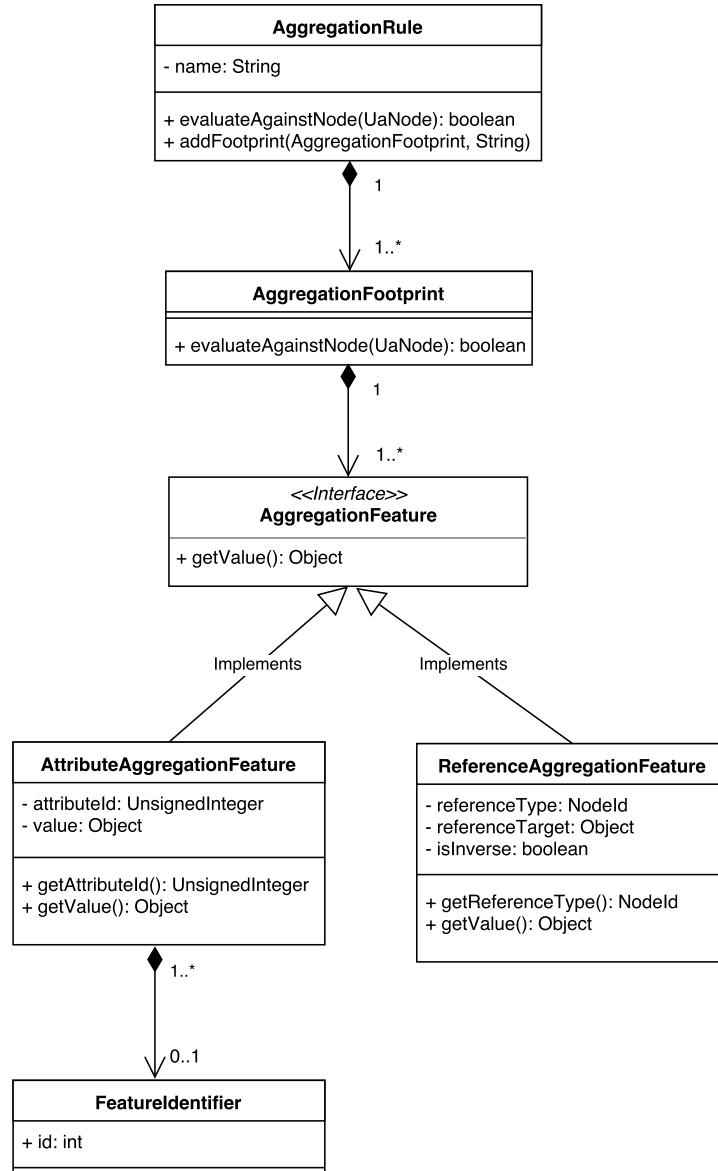 AggregationRule
- name: String
+ evaluateAgainstNode(UaNode): boolean
+ addFootprint(AggregationFootprint, String)
1
1..*
AggregationFootprint
+ evaluateAgainstNode(UaNode): boolean
1
1..*
<<Interface>>
AggregationFeature
+ getValue(): Object
Implements
Implements
AttributeAggregationFeature
- attributeId: UnsignedInteger
- value: Object
+ getAttributeId(): UnsignedInteger
+ getValue(): Object
ReferenceAggregationFeature
- referenceType: NodeId
- referenceTarget: Object
- isInverse: boolean
+ getReferenceType(): NodeId
+ getValue(): Object
1..*
0..1
FeatureIdentifier
+ id: int